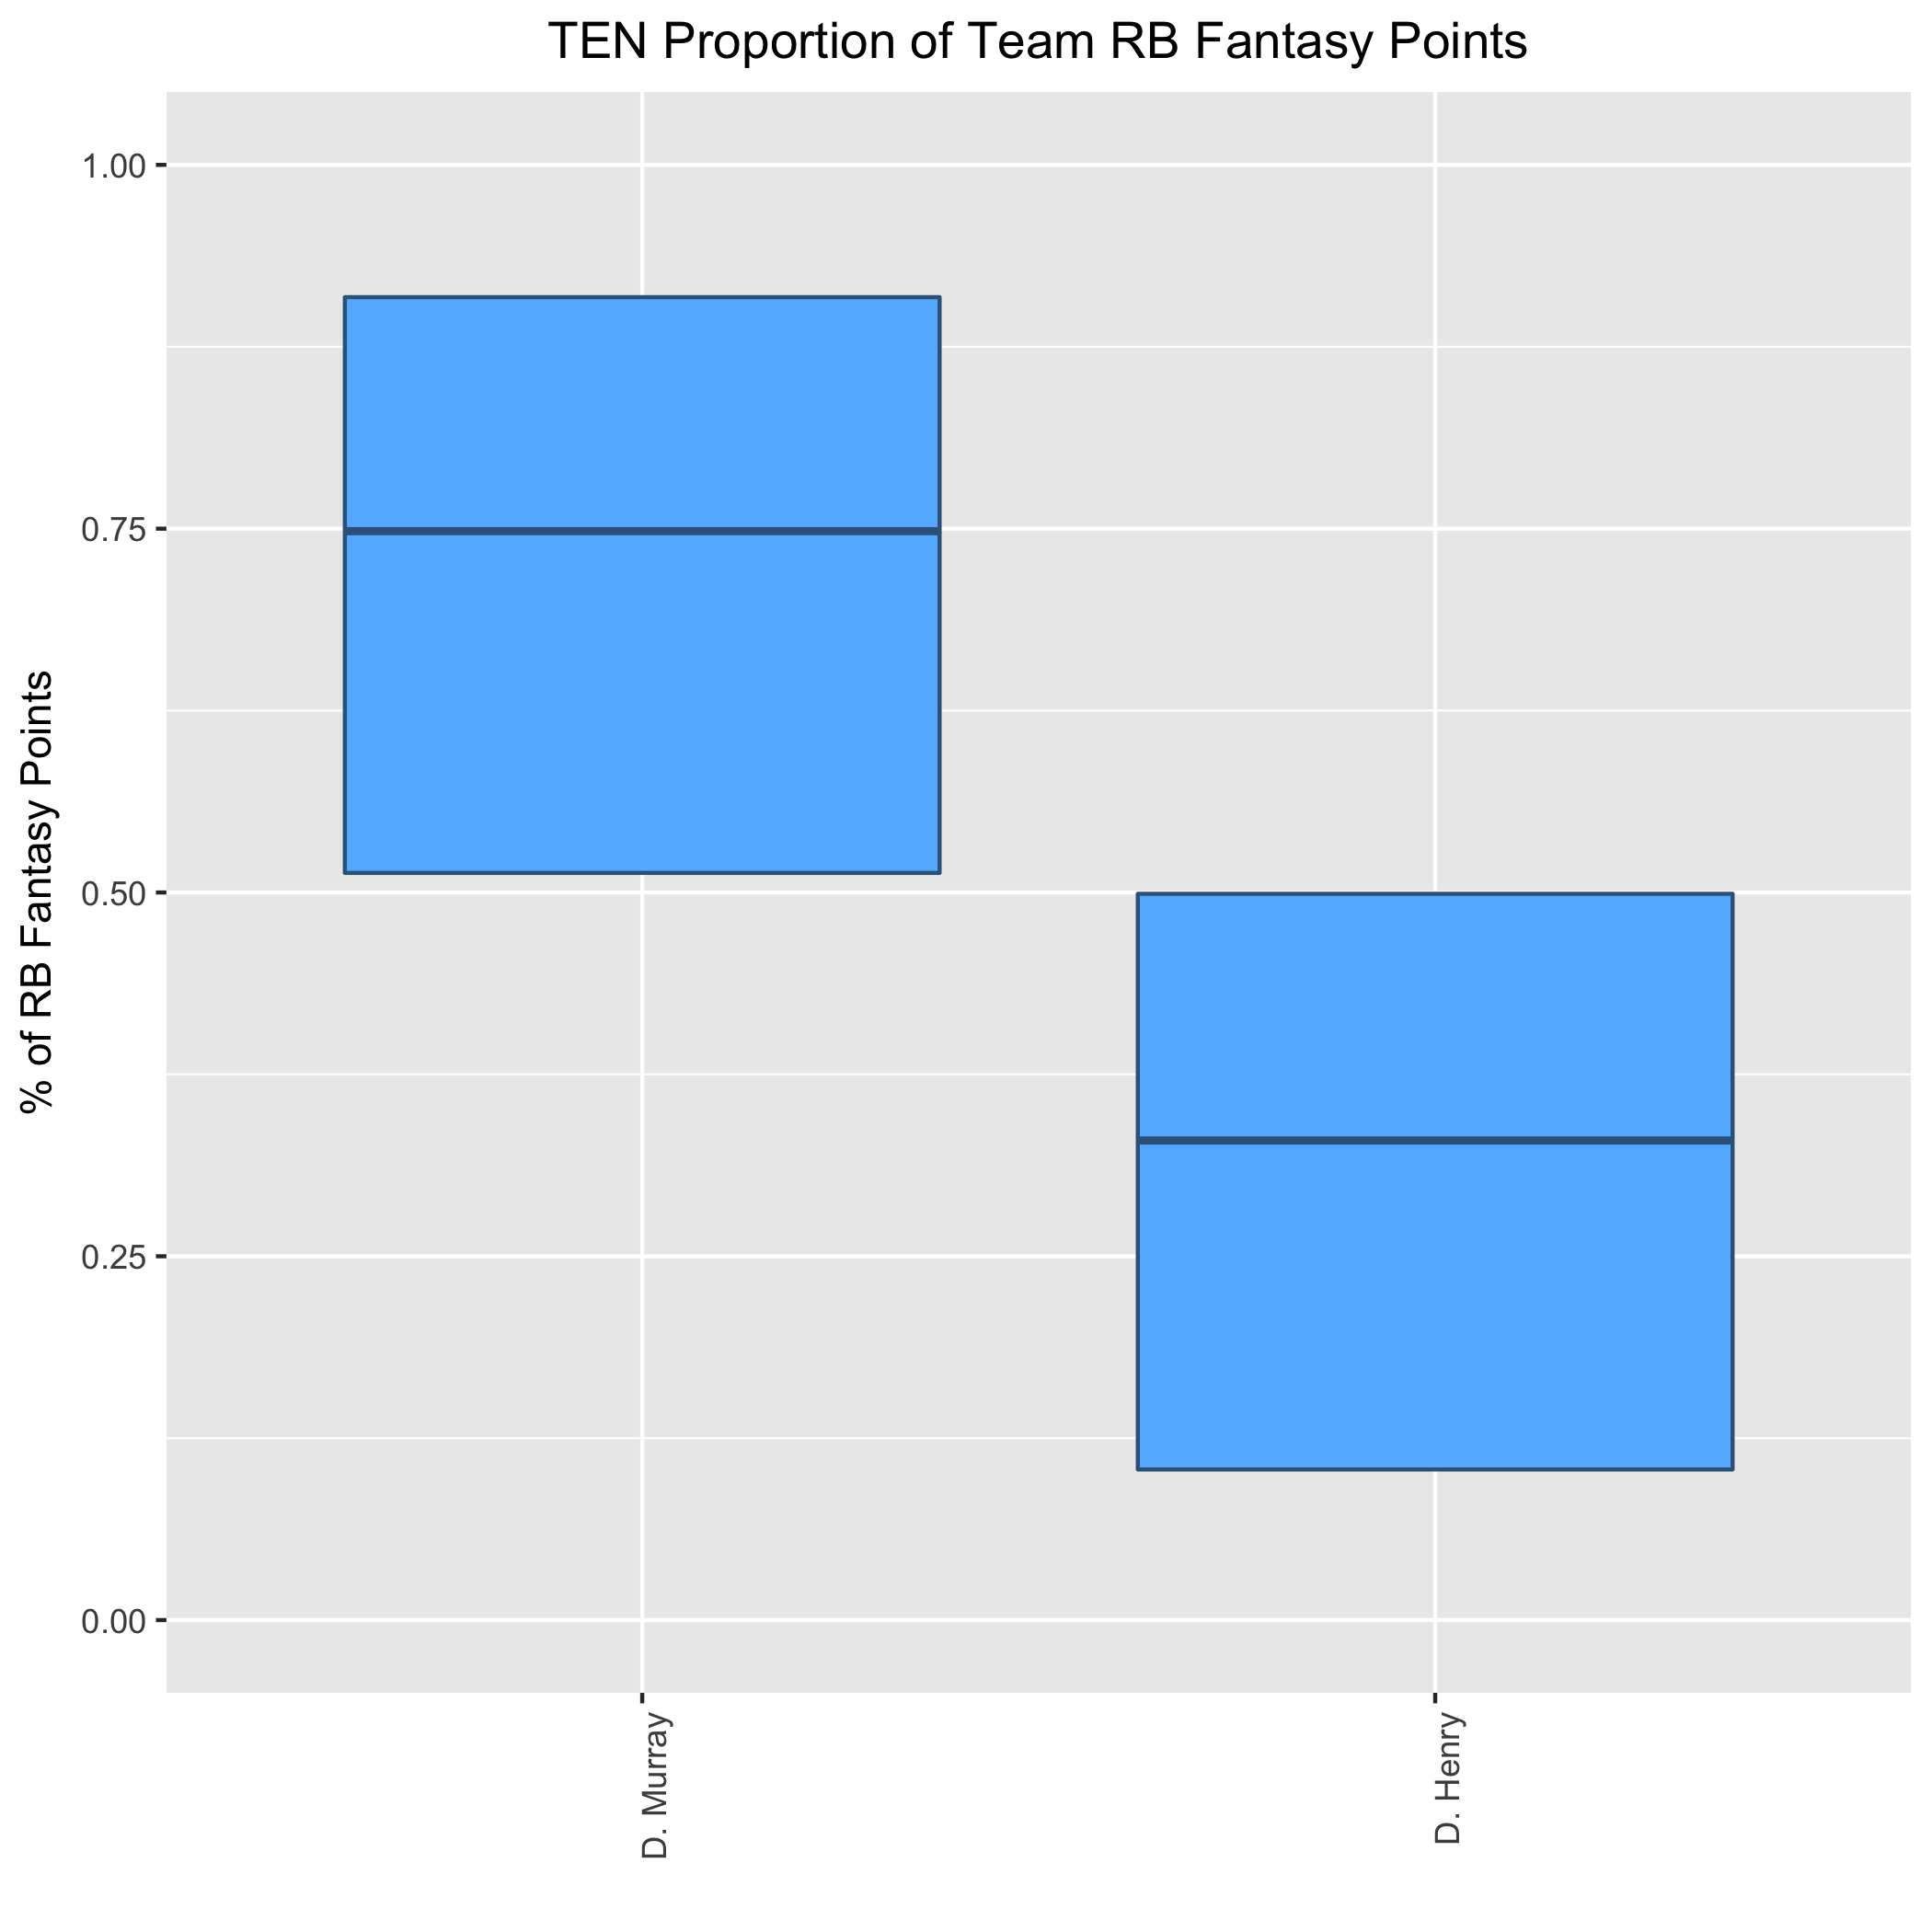 TEN Proportion of Team RB Fantasy Points
% of RB Fantasy Points
1.00
0.75
0.50
0.25
0.00
D. Murray
D. Henry